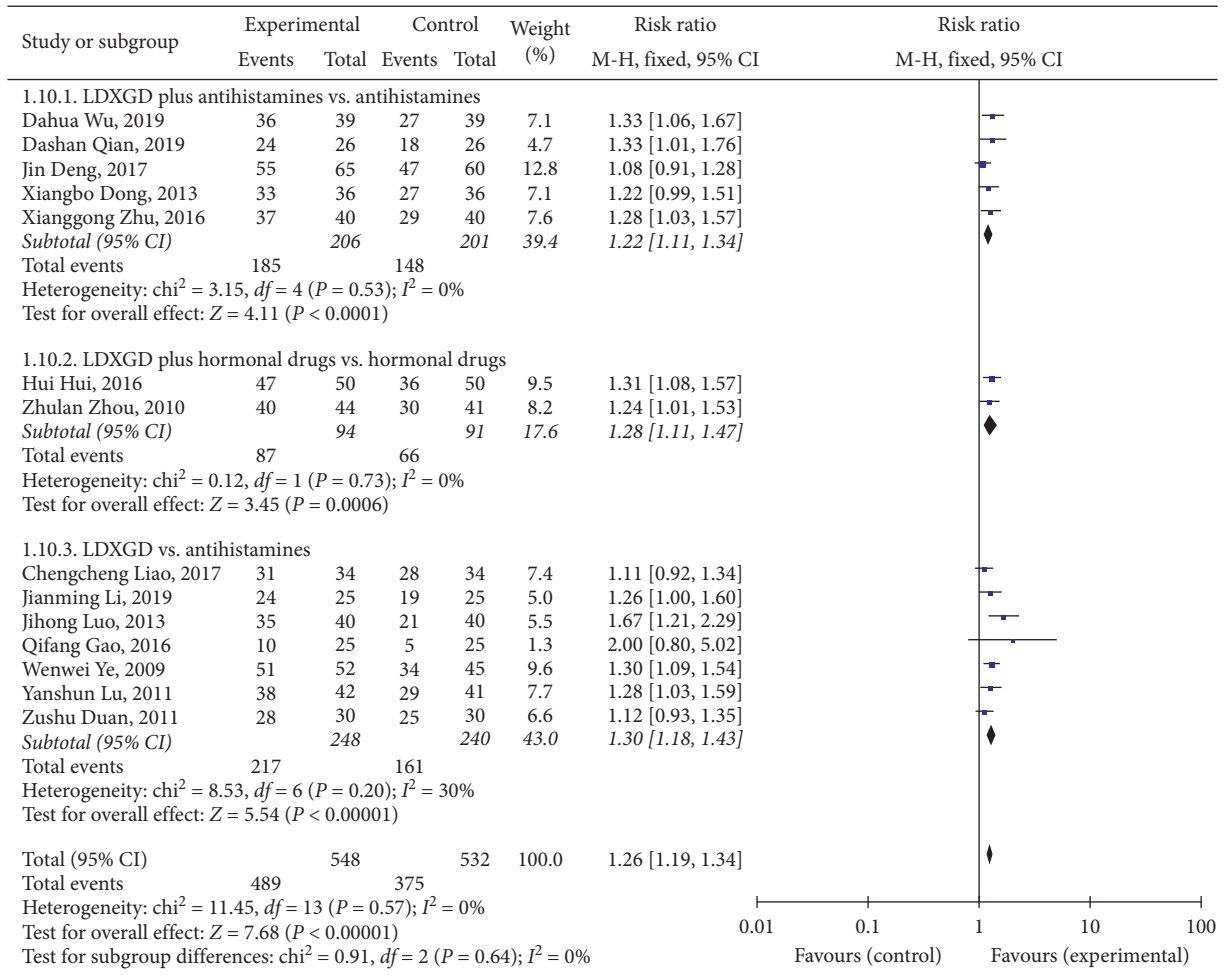 Study or subgroup Experimental Control Weight (%) Risk ratio Risk ratio
Events Total Events Total M-H, fixed, 95% CI M-H, fixed, 95% CI
1.10.1. LDXGD plus antihistamines vs. antihistamines
Dahua Wu, 2019 36 39 27 39 7.1 1.33 [1.06, 1.67]
Dashan Qian, 2019 24 26 18 26 4.7 1.33 [1.01, 1.76]
Jin Deng, 2017 55 65 47 60 12.8 1.08 [0.91, 1.28]
Xiangbo Dong, 2013 33 36 27 36 7.1 1.22 [0.99, 1.51]
Xianggong Zhu, 2016 37 40 29 40 7.6 1.28 [1.03, 1.57]
Subtotal (95% CI) 206 201 39.4 1.22 [1.11, 1.34]
Total events 185 148
Heterogeneity: chi² = 3.15, df = 4 (P = 0.53); I² = 0%
Test for overall effect: Z = 4.11 (P < 0.0001)
1.10.2. LDXGD plus hormonal drugs vs. hormonal drugs
Hui Hui, 2016 47 50 36 50 9.5 1.31 [1.08, 1.57]
Zhulan Zhou, 2010 40 44 30 41 8.2 1.24 [1.01, 1.53]
Subtotal (95% CI) 94 91 17.6 1.28 [1.11, 1.47]
Total events 87 66
Heterogeneity: chi² = 0.12, df = 1 (P = 0.73); I² = 0%
Test for overall effect: Z = 3.45 (P = 0.0006)
1.10.3. LDXGD vs. antihistamines
Chengcheng Liao, 2017 31 34 28 34 7.4 1.11 [0.92, 1.34]
Jianming Li, 2019 24 25 19 25 5.0 1.26 [1.00, 1.60]
Jihong Luo, 2013 35 40 21 40 5.5 1.67 [1.21, 2.29]
Qifang Gao, 2016 10 25 5 25 1.3 2.00 [0.80, 5.02]
Wenwei Ye, 2009 51 52 34 45 9.6 1.30 [1.09, 1.54]
Yanshun Lu, 2011 38 42 29 41 7.7 1.28 [1.03, 1.59]
Zushu Duan, 2011 28 30 25 30 6.6 1.12 [0.93, 1.35]
Subtotal (95% CI) 248 240 43.0 1.30 [1.18, 1.43]
Total events 217 161
Heterogeneity: chi² = 8.53, df = 6 (P = 0.20); I² = 30%
Test for overall effect: Z = 5.54 (P < 0.00001)
Total (95% CI) 548 532 100.0 1.26 [1.19, 1.34]
Total events 489 375
Heterogeneity: chi² = 11.45, df = 13 (P = 0.57); I² = 0%
Test for overall effect: Z = 7.68 (P < 0.00001)
Test for subgroup differences: chi² = 0.91, df = 2 (P = 0.64); I² = 0%
0.01 0.1 1 10 100
Favours (control) Favours (experimental)